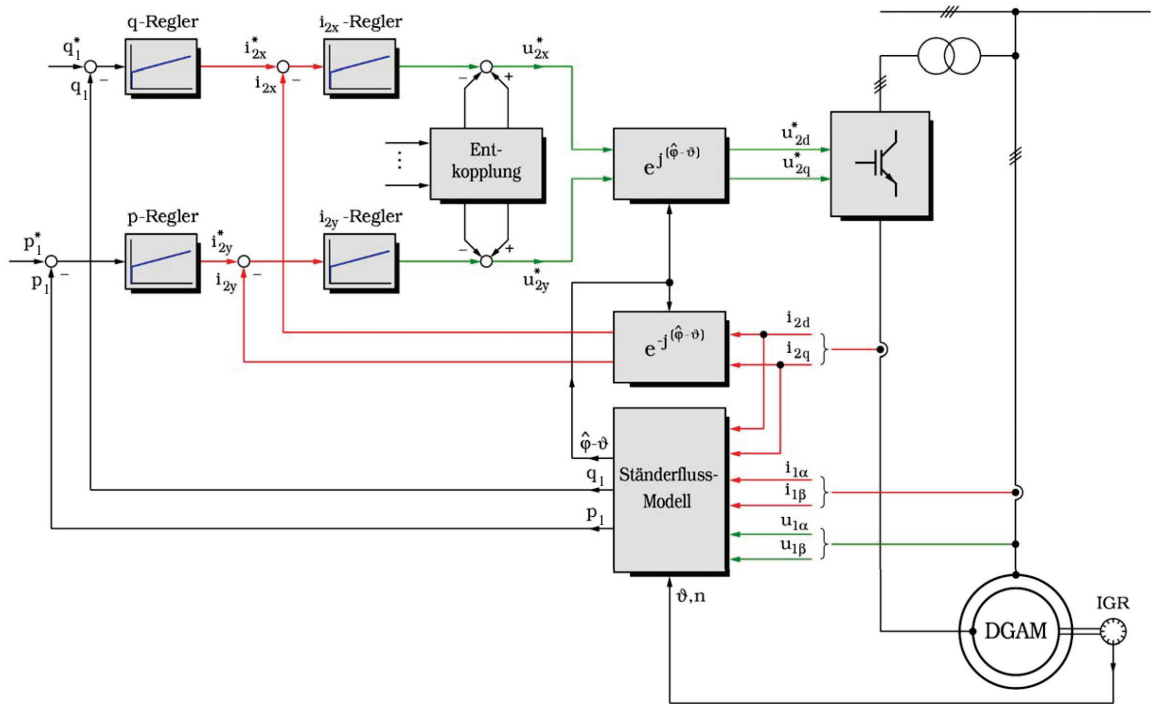 q-Regler
i2x-Regler
q1*
i2x*
u2x*
q1
i2x
u2d*
u2q*
Ent-
kopplung
e^j(φ̂-ϑ)
p-Regler
i2y-Regler
p1*
i2y*
p1
i2y
u2y*
e^-j(φ̂-ϑ)
i2d
i2q
φ̂-ϑ
q1
p1
Ständerfluss-
Modell
i1α
i1β
u1α
u1β
ϑ,n
DGAM
IGR